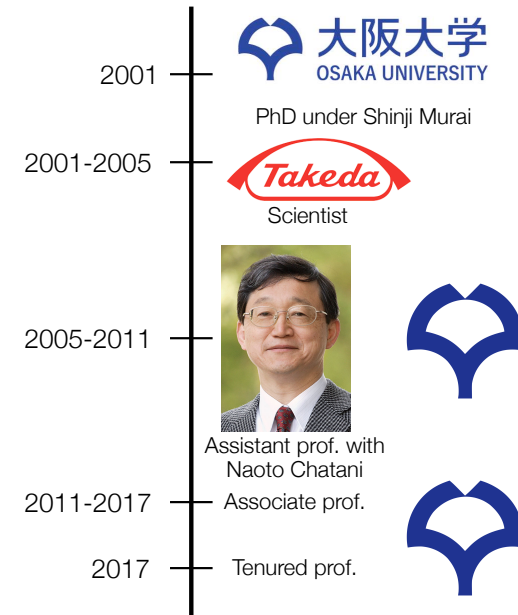 2001
大阪大学
OSAKA UNIVERSITY
PhD under Shinji Murai
2001-2005
Takeda
Scientist
2005-2011
Assistant prof. with
Naoto Chatani
2011-2017
Associate prof.
2017
Tenured prof.